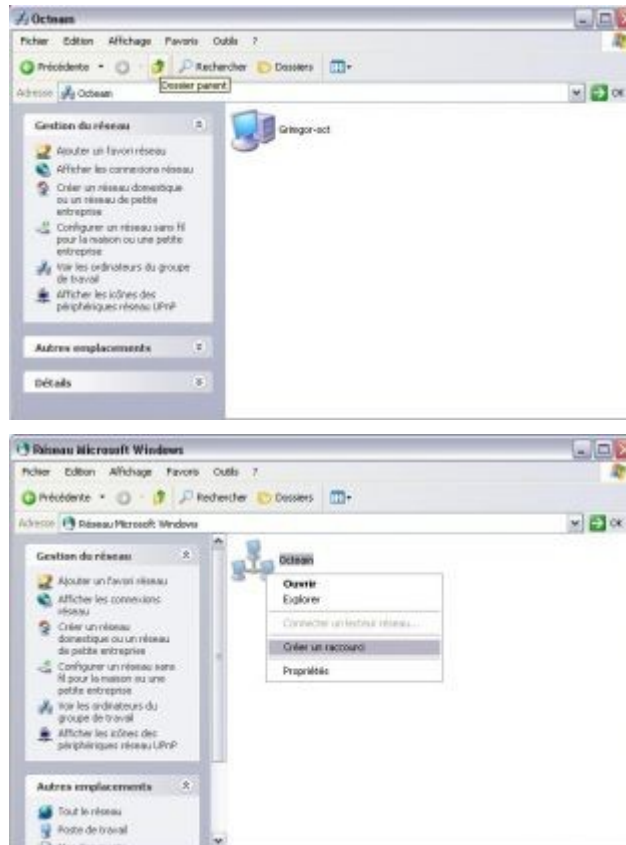 Octeam
Fichier Edition Affichage Favoris Outils ?
Précédente Rechercher Dossiers
Dossier parent
Adresse Octeam OK
Gestion du réseau
Gringor-oct
Ajouter un favori réseau
Afficher les connexions réseau
Créer un réseau domestique
ou un réseau de petite
entreprise
Configurer un réseau sans fil
pour la maison ou une petite
entreprise
Voir les ordinateurs du groupe
de travail
Afficher les icônes des
périphériques réseau UPnP
Autres emplacements
Détails
Réseau Microsoft Windows
Fichier Edition Affichage Favoris Outils ?
Précédente Rechercher Dossiers
Adresse Réseau Microsoft Windows OK
Gestion du réseau
Octeam
Ajouter un favori réseau
Afficher les connexions
réseau
Créer un réseau
domestique ou un réseau
de petite entreprise
Configurer un réseau sans
fil pour la maison ou une
petite entreprise
Voir les ordinateurs du
groupe de travail
Afficher les icônes des
périphériques réseau UPnP
Ouvrir
Explorer
Connecter un lecteur réseau...
Créer un raccourci
Propriétés
Autres emplacements
Tout le réseau
Poste de travail